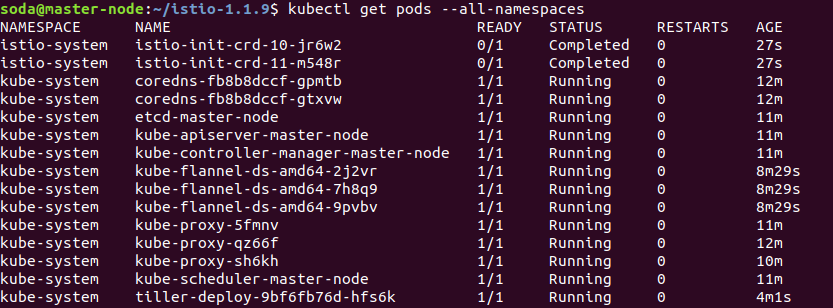 soda@master-node:~/istio-1.1.9$ kubectl get pods --all-namespaces
NAMESPACE NAME READY STATUS RESTARTS AGE
istio-system istio-init-crd-10-jr6w2 0/1 Completed 0 27s
istio-system istio-init-crd-11-m548r 0/1 Completed 0 27s
kube-system coredns-fb8b8dccf-gpmtb 1/1 Running 0 12m
kube-system coredns-fb8b8dccf-gtxvw 1/1 Running 0 12m
kube-system etcd-master-node 1/1 Running 0 11m
kube-system kube-apiserver-master-node 1/1 Running 0 11m
kube-system kube-controller-manager-master-node 1/1 Running 0 11m
kube-system kube-flannel-ds-amd64-2j2vr 1/1 Running 0 8m29s
kube-system kube-flannel-ds-amd64-7h8q9 1/1 Running 0 8m29s
kube-system kube-flannel-ds-amd64-9pvbv 1/1 Running 0 8m29s
kube-system kube-proxy-5fmnv 1/1 Running 0 11m
kube-system kube-proxy-qz66f 1/1 Running 0 12m
kube-system kube-proxy-sh6kh 1/1 Running 0 10m
kube-system kube-scheduler-master-node 1/1 Running 0 11m
kube-system tiller-deploy-9bf6fb76d-hfs6k 1/1 Running 0 4m1s